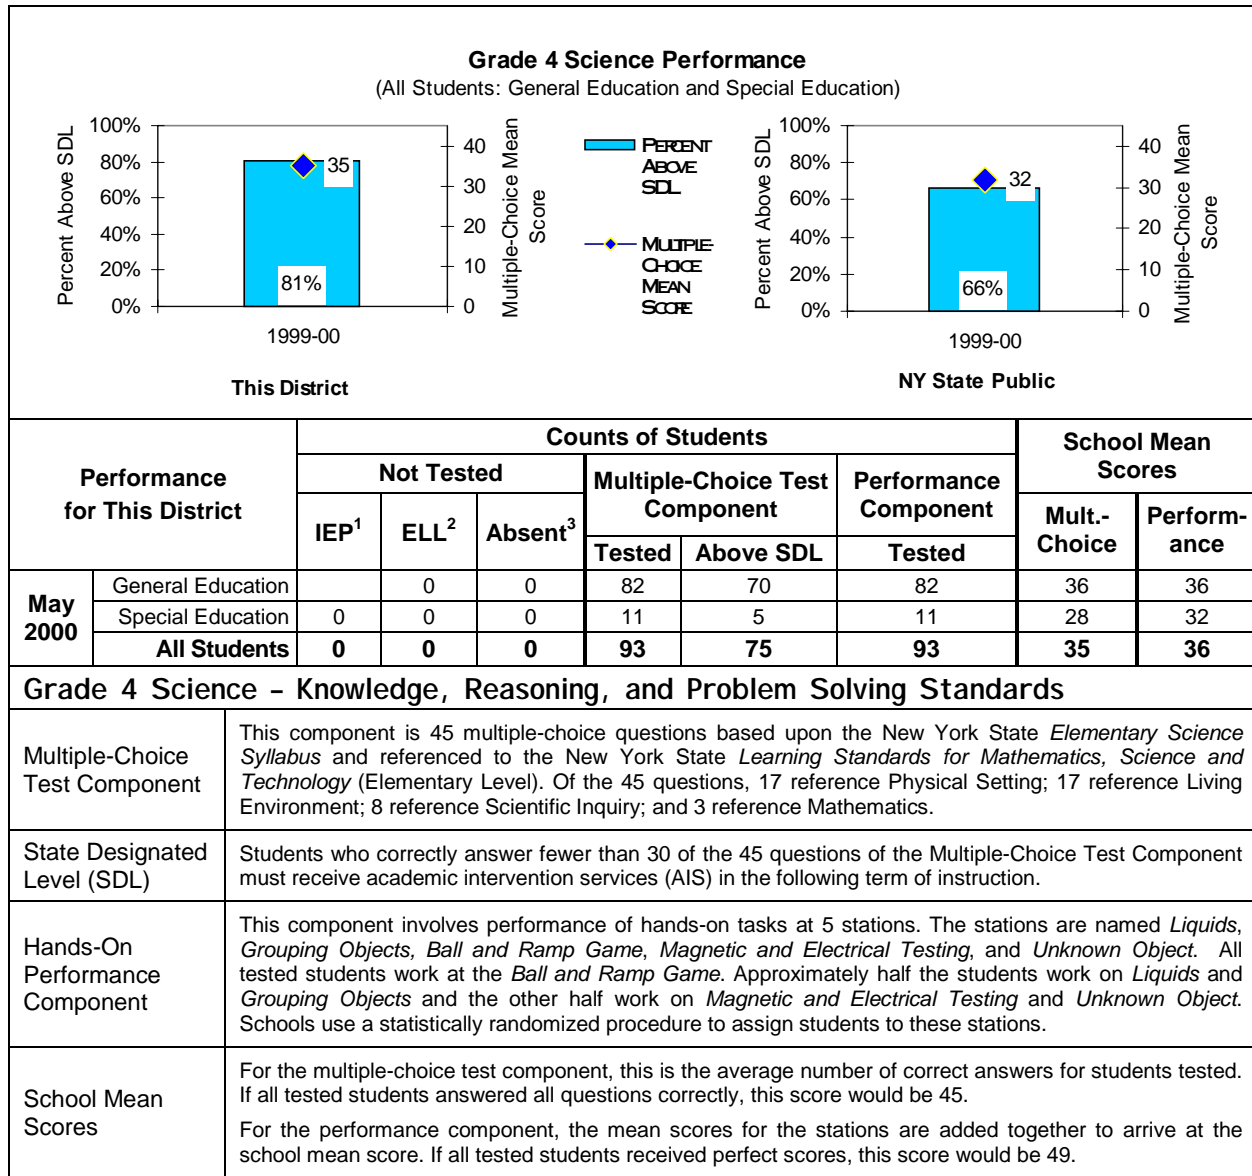 Grade 4 Science Performance
(All Students: General Education and Special Education)
Percent Above SDL
100%
80%
60%
40%
20%
0%
35
81%
1999-00
40
30
20
10
0
Multiple-Choice Mean
Score
This District
PERCENT
ABOVE
SDL
MULTIPLE-
CHOICE
MEAN
SCORE
Percent Above SDL
100%
80%
60%
40%
20%
0%
32
66%
1999-00
40
30
20
10
0
Multiple-Choice Mean
Score
NY State Public
Performance
for This District
Counts of Students
School Mean
Scores
Not Tested
Multiple-Choice Test
Component
Performance
Component
IEP1 ELL2 Absent3
Tested Above SDL Tested
Mult.-
Choice
Perform-
ance
May
2000
General Education 0 0 82 70 82 36 36
Special Education 0 0 0 11 5 11 28 32
All Students 0 0 0 93 75 93 35 36
Grade 4 Science – Knowledge, Reasoning, and Problem Solving Standards
Multiple-Choice
Test Component
This component is 45 multiple-choice questions based upon the New York State Elementary Science
Syllabus and referenced to the New York State Learning Standards for Mathematics, Science and
Technology (Elementary Level). Of the 45 questions, 17 reference Physical Setting; 17 reference Living
Environment; 8 reference Scientific Inquiry; and 3 reference Mathematics.
State Designated
Level (SDL)
Students who correctly answer fewer than 30 of the 45 questions of the Multiple-Choice Test Component
must receive academic intervention services (AIS) in the following term of instruction.
Hands-On
Performance
Component
This component involves performance of hands-on tasks at 5 stations. The stations are named Liquids,
Grouping Objects, Ball and Ramp Game, Magnetic and Electrical Testing, and Unknown Object. All
tested students work at the Ball and Ramp Game. Approximately half the students work on Liquids and
Grouping Objects and the other half work on Magnetic and Electrical Testing and Unknown Object.
Schools use a statistically randomized procedure to assign students to these stations.
School Mean
Scores
For the multiple-choice test component, this is the average number of correct answers for students tested.
If all tested students answered all questions correctly, this score would be 45.
For the performance component, the mean scores for the stations are added together to arrive at the
school mean score. If all tested students received perfect scores, this score would be 49.